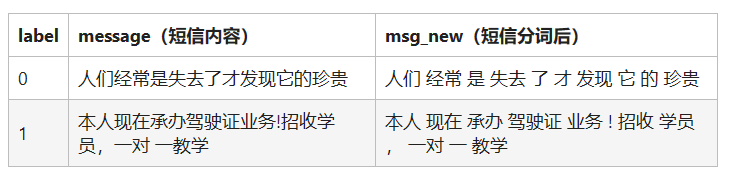 label message（短信内容） msg_new（短信分词后）
0 人们经常是失去了才发现它的珍贵 人们 经常 是 失去 了 才 发现 它 的 珍贵
1 本人现在承办驾驶证业务!招收学 本人 现在 承办 驾驶证 业务 ! 招收 学员
员，一对 一教学 ， 一对 一 教学